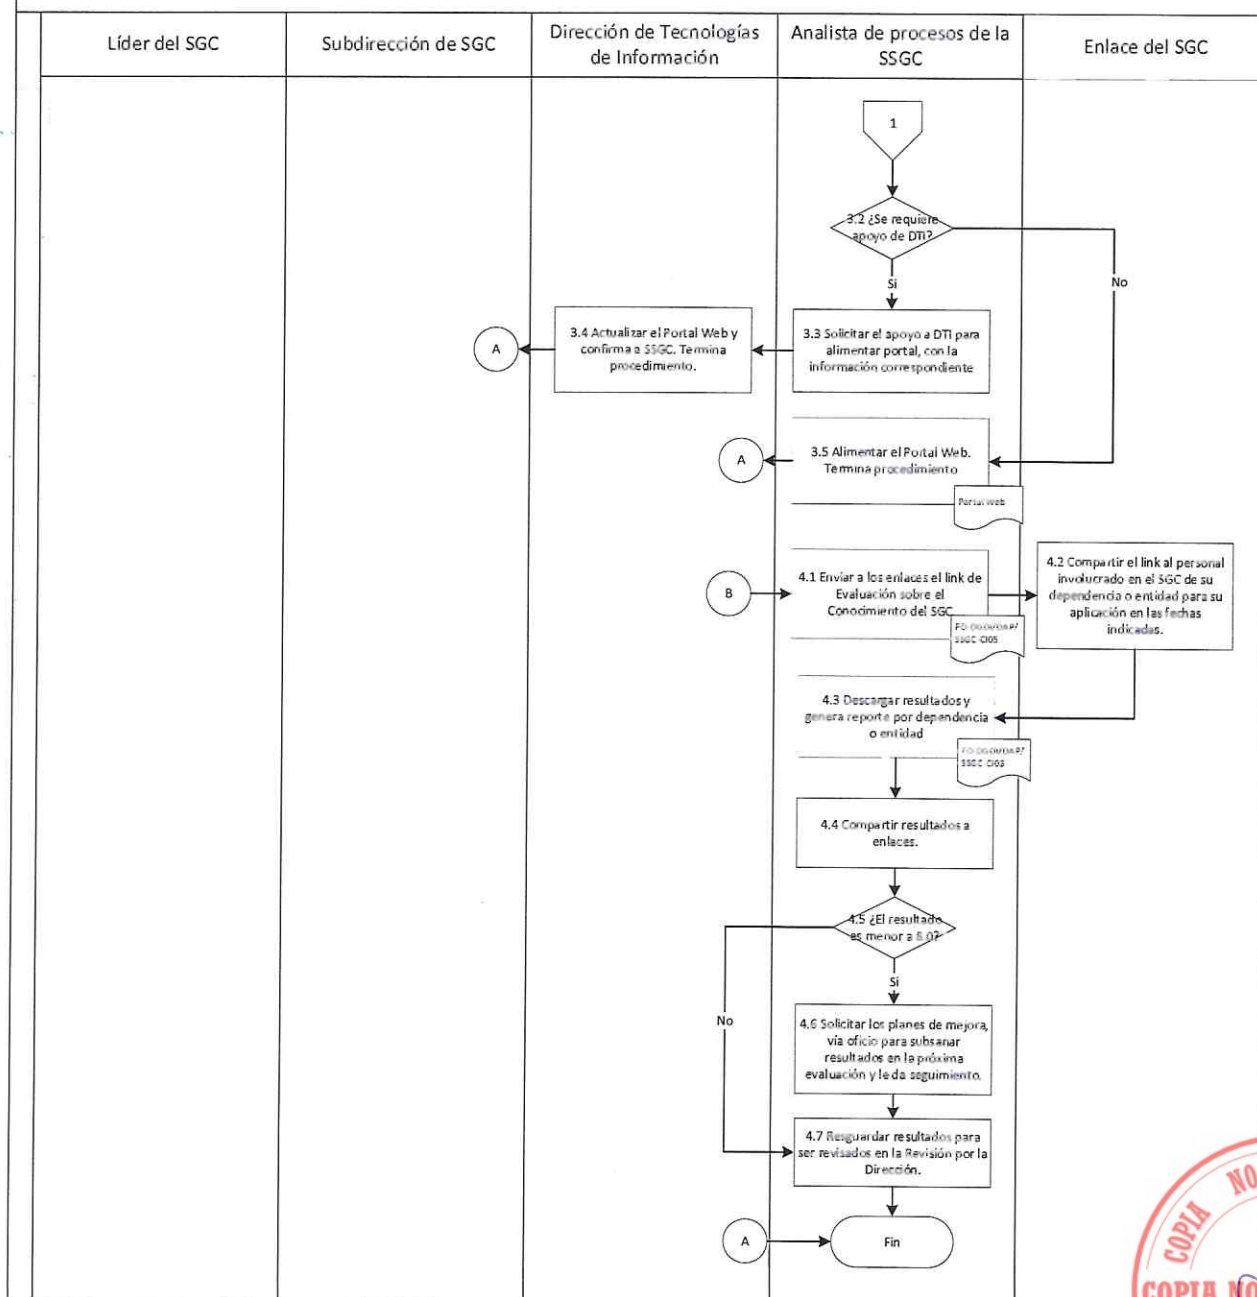 Líder del SGC
Subdirección de SGC
Dirección de Tecnologías
de Información
Analista de procesos de la
SSGC
Enlace del SGC
1
3.2 ¿Se requiere
apoyo de DTI?
Si
No
3.3 Solicitar el apoyo a DTI para
alimentar portal, con la
información correspondiente
3.4 Actualizar el Portal Web y
confirma a SSGC. Termina
procedimiento.
A
3.5 Alimentar el Portal Web.
Termina procedimiento
A
Portal Web
B
4.1 Enviar a los enlaces el link de
Evaluación sobre el
Conocimiento del SGC
SSGC-CI05
4.2 Compartir el link al personal
involucrado en el SGC de su
dependencia o entidad para su
aplicación en las fechas
indicadas.
4.3 Descargar resultados y
genera reporte por dependencia
o entidad
SSGC-CI03
4.4 Compartir resultados a
enlaces.
4.5 ¿El resultado
es menor a 8.0?
Si
No
4.6 Solicitar los planes de mejora,
vía oficio para subsanar
resultados en la próxima
evaluación y le da seguimiento.
4.7 Resguardar resultados para
ser revisados en la Revisión por la
Dirección.
A
Fin
COPIA NO
COPIA NO